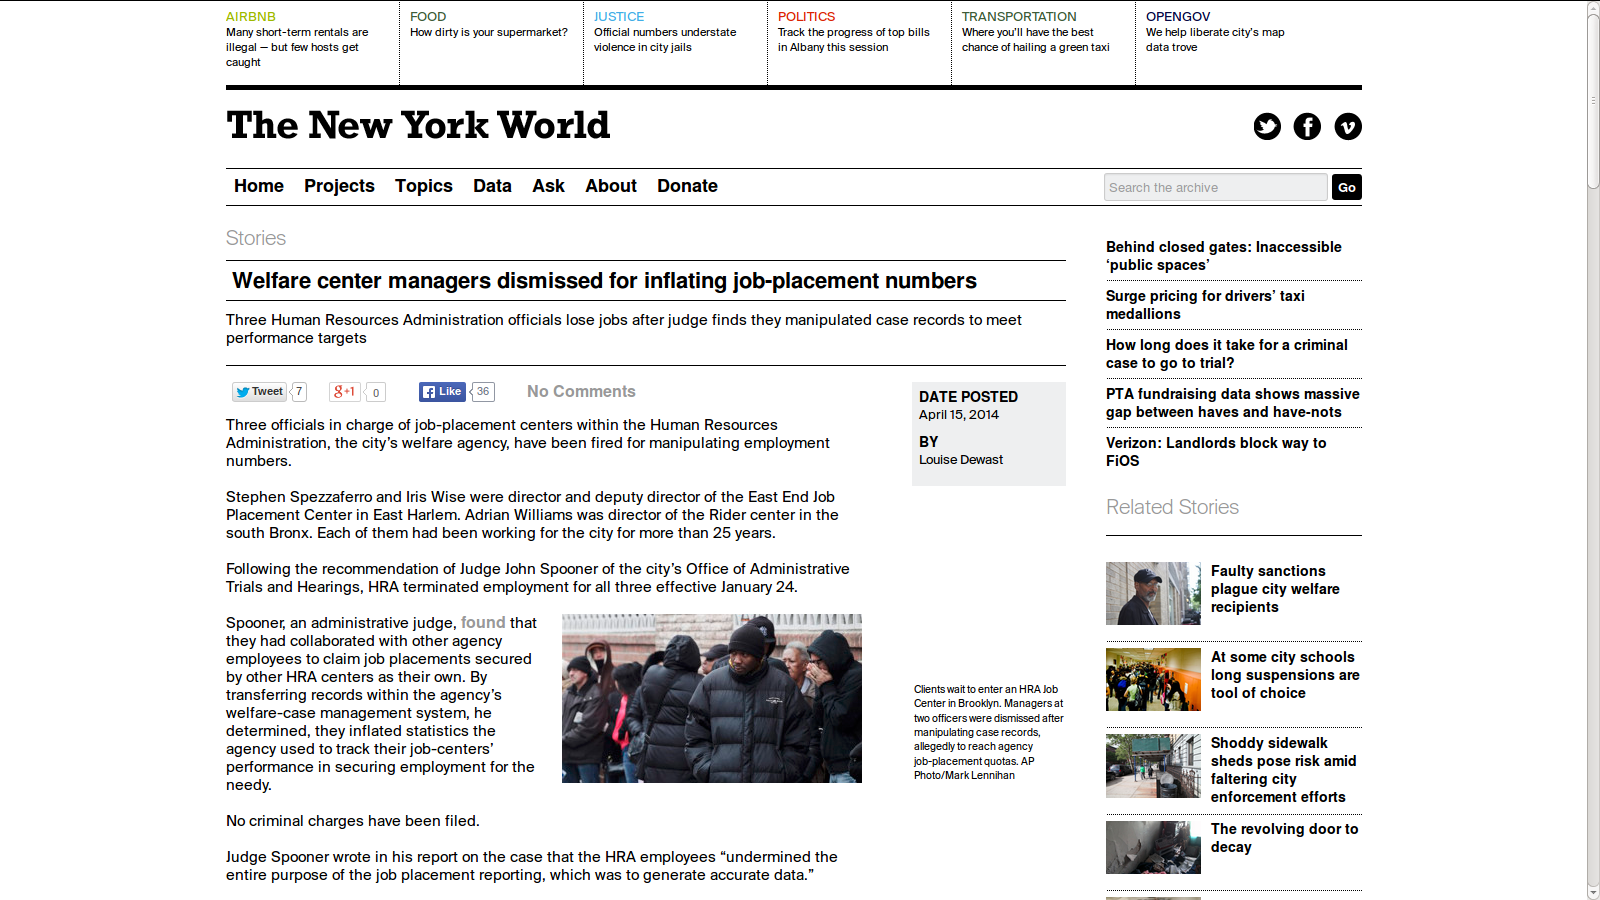 AIRBNB
Many short-term rentals are
illegal – but few hosts get
caught
FOOD
How dirty is your supermarket?
JUSTICE
Official numbers understate
violence in city jails
POLITICS
Track the progress of top bills
in Albany this session
TRANSPORTATION
Where you'll have the best
chance of hailing a green taxi
OPENGOV
We help liberate city's map
data trove
The New York World
Home Projects Topics Data Ask About Donate
Search the archive Go
Stories
Welfare center managers dismissed for inflating job-placement numbers
Three Human Resources Administration officials lose jobs after judge finds they manipulated case records to meet
performance targets
Tweet 7 g+1 0 Like 36 No Comments
Three officials in charge of job-placement centers within the Human Resources
Administration, the city's welfare agency, have been fired for manipulating employment
numbers.
Stephen Spezzaferro and Iris Wise were director and deputy director of the East End Job
Placement Center in East Harlem. Adrian Williams was director of the Rider center in the
south Bronx. Each of them had been working for the city for more than 25 years.
Following the recommendation of Judge John Spooner of the city's Office of Administrative
Trials and Hearings, HRA terminated employment for all three effective January 24.
Spooner, an administrative judge, found that
they had collaborated with other agency
employees to claim job placements secured
by other HRA centers as their own. By
transferring records within the agency's
welfare-case management system, he
determined, they inflated statistics the
agency used to track their job-centers'
performance in securing employment for the
needy.
No criminal charges have been filed.
Judge Spooner wrote in his report on the case that the HRA employees “undermined the
entire purpose of the job placement reporting, which was to generate accurate data.”
DATE POSTED
April 15, 2014
BY
Louise Dewast
Clients wait to enter an HRA Job
Center in Brooklyn. Managers at
two officers were dismissed after
manipulating case records,
allegedly to reach agency
job-placement quotas. AP
Photo/Mark Lennihan
Behind closed gates: Inaccessible
‘public spaces’
Surge pricing for drivers' taxi
medallions
How long does it take for a criminal
case to go to trial?
PTA fundraising data shows massive
gap between haves and have-nots
Verizon: Landlords block way to
FiOS
Related Stories
Faulty sanctions
plague city welfare
recipients
At some city schools
long suspensions are
tool of choice
Shoddy sidewalk
sheds pose risk amid
faltering city
enforcement efforts
The revolving door to
decay